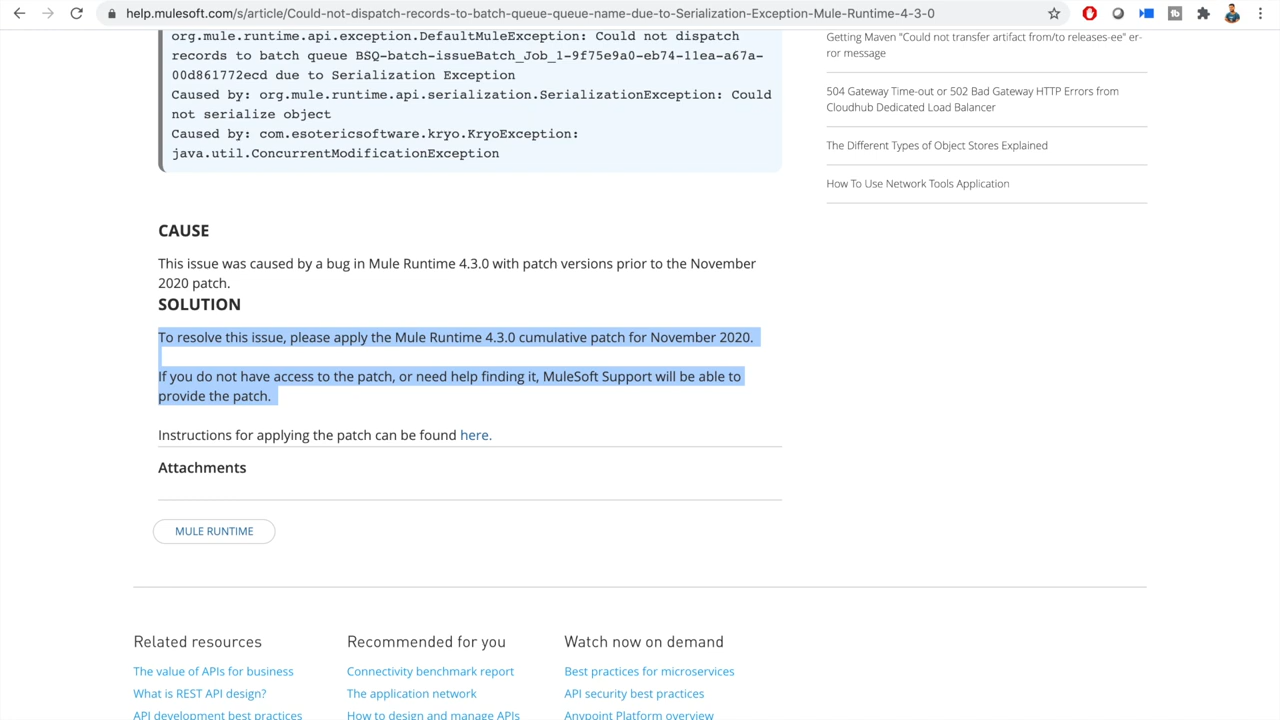 help.mulesoft.com/s/article/Could-not-dispatch-records-to-batch-queue-queue-name-due-to-Serialization-Exception-Mule-Runtime-4-3-0
org.mule.runtime.api.exception.DefaultMuleException: Could not dispatch
records to batch queue BSQ-batch-issueBatch_Job_1-9f75e9a0-eb74-11ea-a67a-
00d861772ecd due to Serialization Exception
Caused by: org.mule.runtime.api.serialization.SerializationException: Could
not serialize object
Caused by: com.esotericsoftware.kryo.KryoException:
java.util.ConcurrentModificationException
CAUSE
This issue was caused by a bug in Mule Runtime 4.3.0 with patch versions prior to the November
2020 patch.
SOLUTION
To resolve this issue, please apply the Mule Runtime 4.3.0 cumulative patch for November 2020.
If you do not have access to the patch, or need help finding it, MuleSoft Support will be able to
provide the patch.
Instructions for applying the patch can be found here.
Attachments
MULE RUNTIME
Getting Maven "Could not transfer artifact from/to releases-ee" er-
ror message
504 Gateway Time-out or 502 Bad Gateway HTTP Errors from
Cloudhub Dedicated Load Balancer
The Different Types of Object Stores Explained
How To Use Network Tools Application
Related resources
The value of APIs for business
What is REST API design?
API development best practices
Recommended for you
Connectivity benchmark report
The application network
How to design and manage APIs
Watch now on demand
Best practices for microservices
API security best practices
Anypoint Platform overview